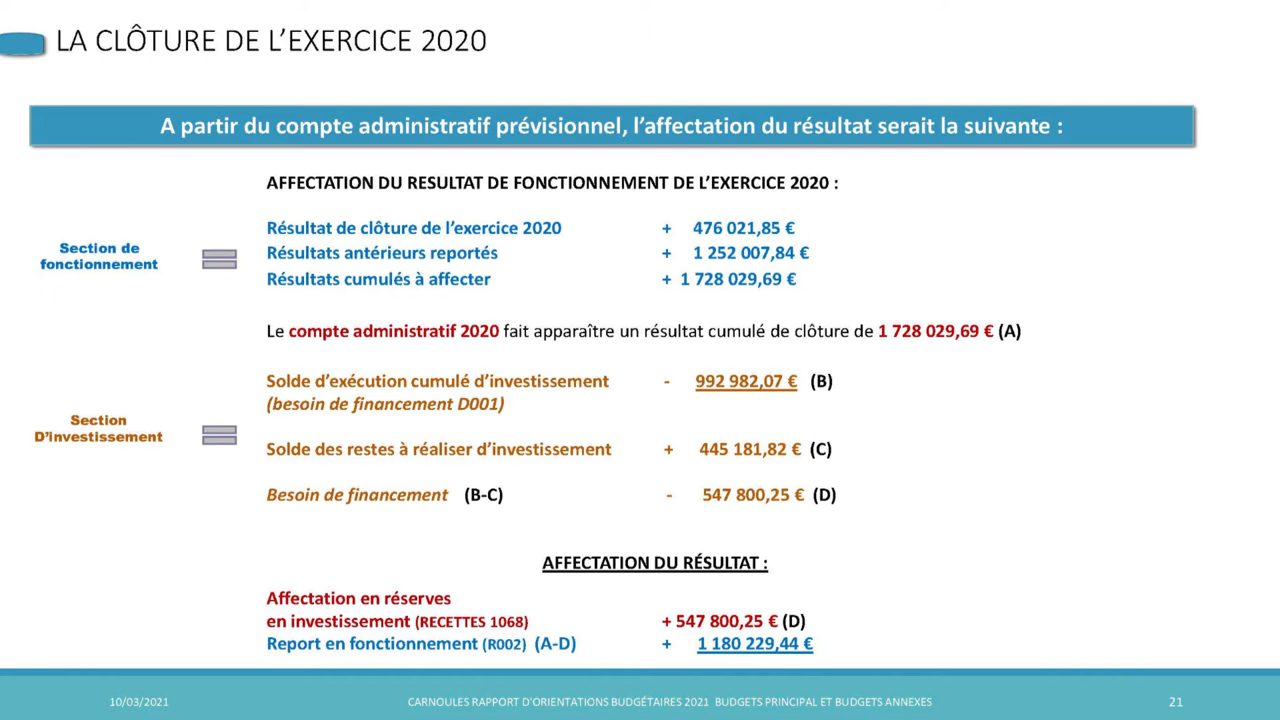 LA CLÔTURE DE L’EXERCICE 2020
A partir du compte administratif prévisionnel, l’affectation du résultat serait la suivante :
AFFECTATION DU RESULTAT DE FONCTIONNEMENT DE L’EXERCICE 2020 :
Section de
fonctionnement
Résultat de clôture de l’exercice 2020 + 476 021,85 €
Résultats antérieurs reportés + 1 252 007,84 €
Résultats cumulés à affecter + 1 728 029,69 €
Le compte administratif 2020 fait apparaître un résultat cumulé de clôture de 1 728 029,69 € (A)
Section
D’investissement
Solde d’exécution cumulé d’investissement - 992 982,07 € (B)
(besoin de financement D001)
Solde des restes à réaliser d’investissement + 445 181,82 € (C)
Besoin de financement (B-C) - 547 800,25 € (D)
AFFECTATION DU RÉSULTAT :
Affectation en réserves
en investissement (RECETTES 1068) + 547 800,25 € (D)
Report en fonctionnement (R002) (A-D) + 1 180 229,44 €
10/03/2021 CARNOULES RAPPORT D'ORIENTATIONS BUDGÉTAIRES 2021 BUDGETS PRINCIPAL ET BUDGETS ANNEXES 21